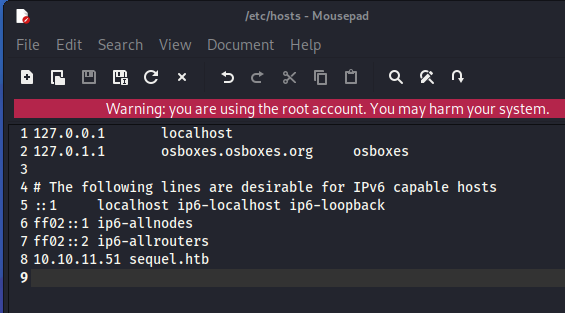 /etc/hosts - Mousepad
File Edit Search View Document Help
Warning: you are using the root account. You may harm your system.
1 127.0.0.1 localhost
2 127.0.1.1 osboxes.osboxes.org osboxes
3
4 # The following lines are desirable for IPv6 capable hosts
5 ::1 localhost ip6-localhost ip6-loopback
6 ff02::1 ip6-allnodes
7 ff02::2 ip6-allrouters
8 10.10.11.51 sequel.htb
9